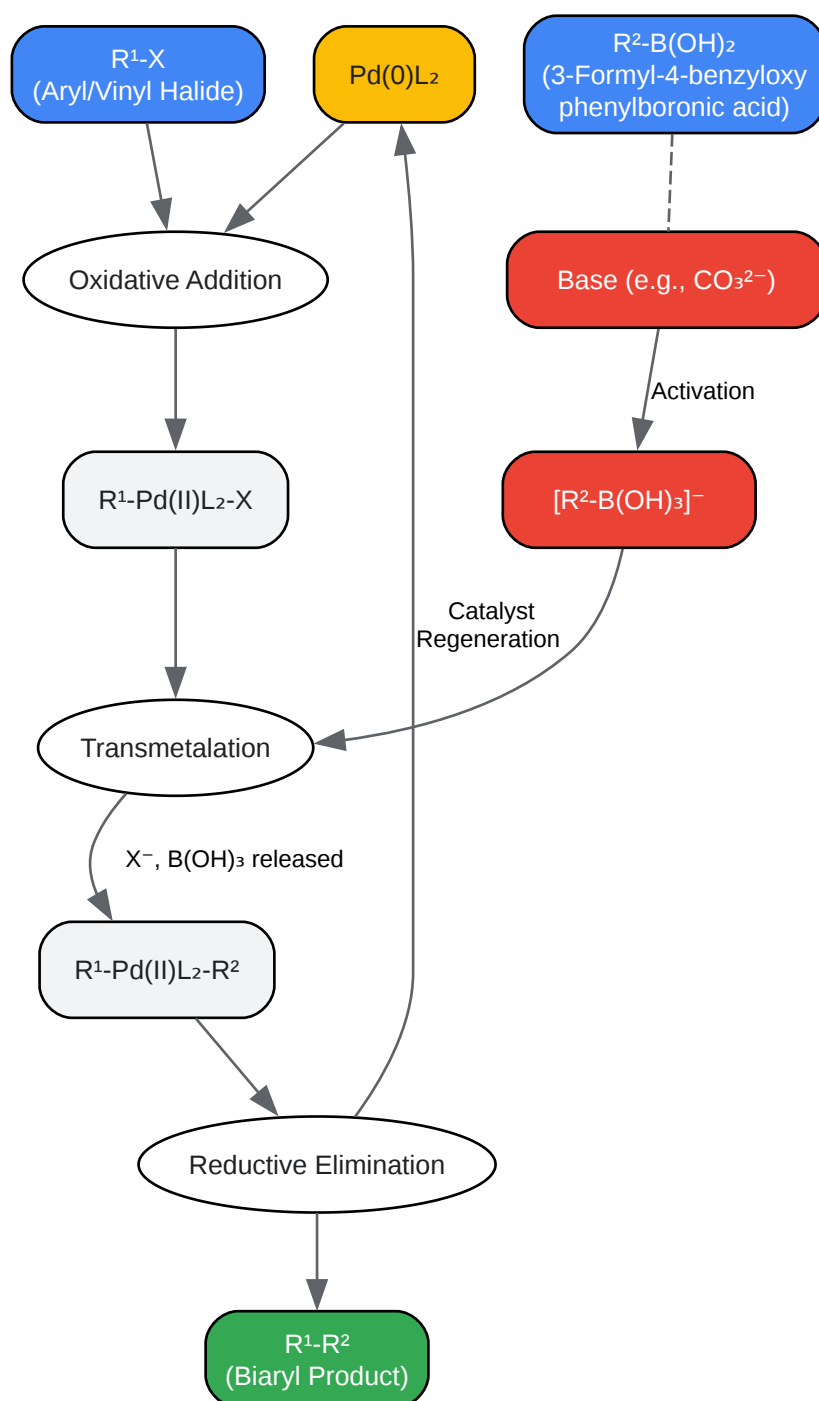 R¹-X
(Aryl/Vinyl Halide)
Pd(0)L₂
R²-B(OH)₂
(3-Formyl-4-benzyloxy
phenylboronic acid)
Oxidative Addition
Base (e.g., CO₃²⁻)
Activation
R¹-Pd(II)L₂-X
[R²-B(OH)₃]⁻
Catalyst
Regeneration
Transmetalation
X⁻, B(OH)₃ released
R¹-Pd(II)L₂-R²
Reductive Elimination
R¹-R²
(Biaryl Product)